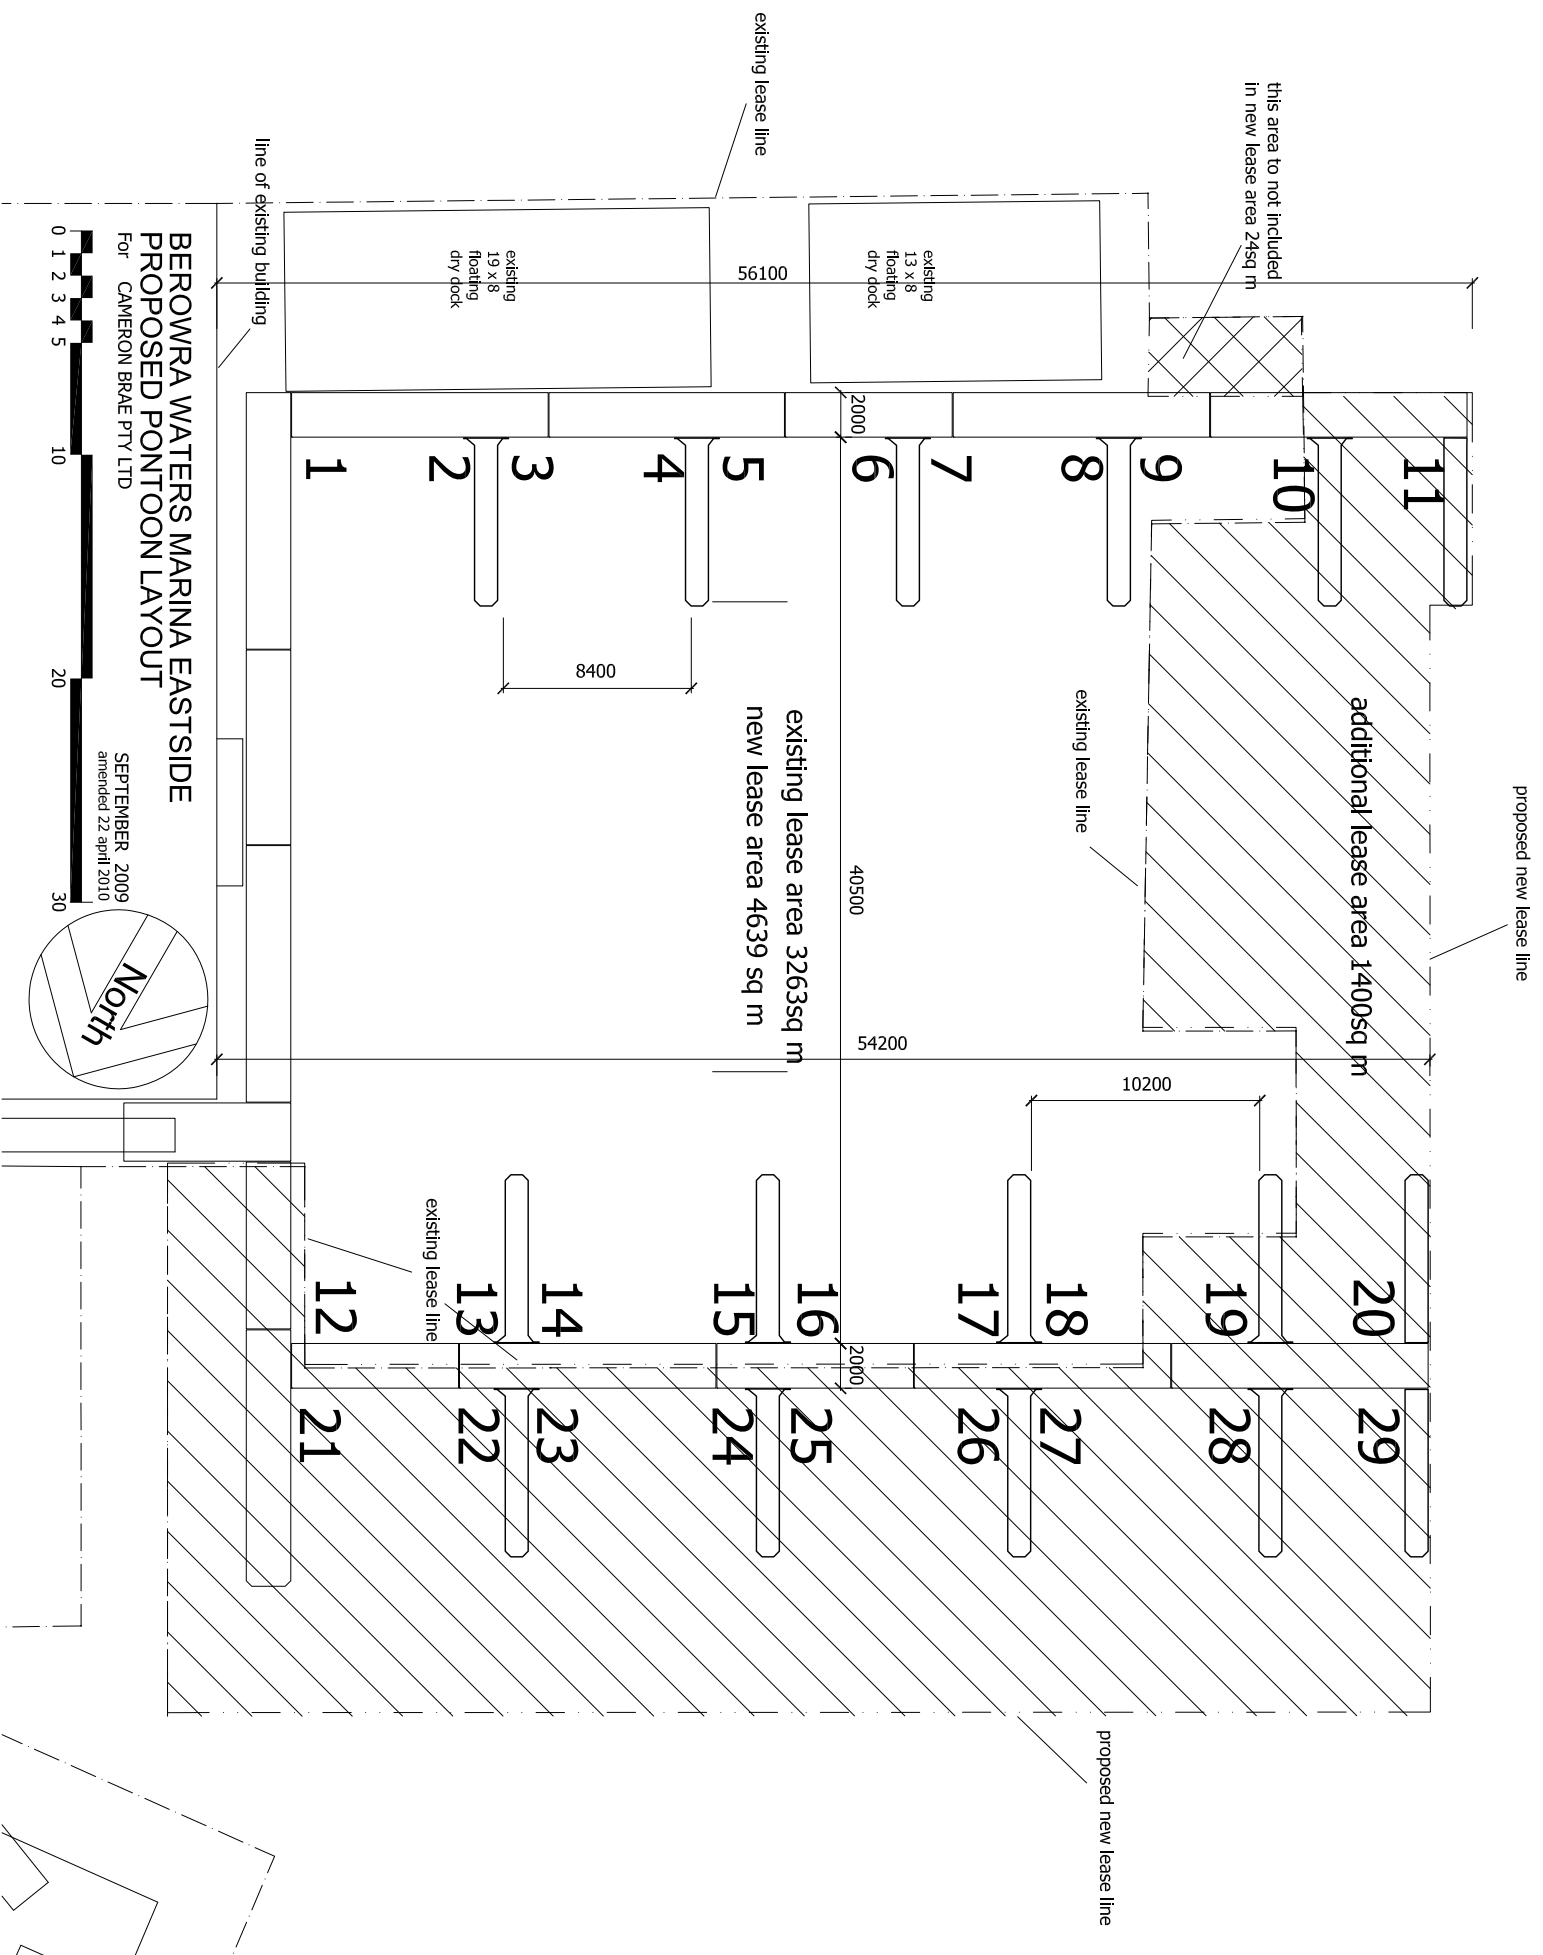 BEROWRA WATERS MARINA EASTSIDE
PROPOSED PONTOON LAYOUT
For CAMERON BRAE PTY LTD
SEPTEMBER 2009
amended 22 april 2010
0 1 2 3 4 5 10 20 30
North
line of existing building
existing lease line
this area to not included
in new lease area 24sq m
existing
19 x 8
floating
dry dock
existing
13 x 8
floating
dry dock
56100
2000
1
2
3
4
5
6
7
8
9
10
11
8400
existing lease area 3263sq m
new lease area 4639 sq m
existing lease line
additional lease area 1400sq m
proposed new lease line
40500
54200
10200
existing lease line
12
13
14
15
16
17
18
19
20
2000
21
22
23
24
25
26
27
28
29
proposed new lease line